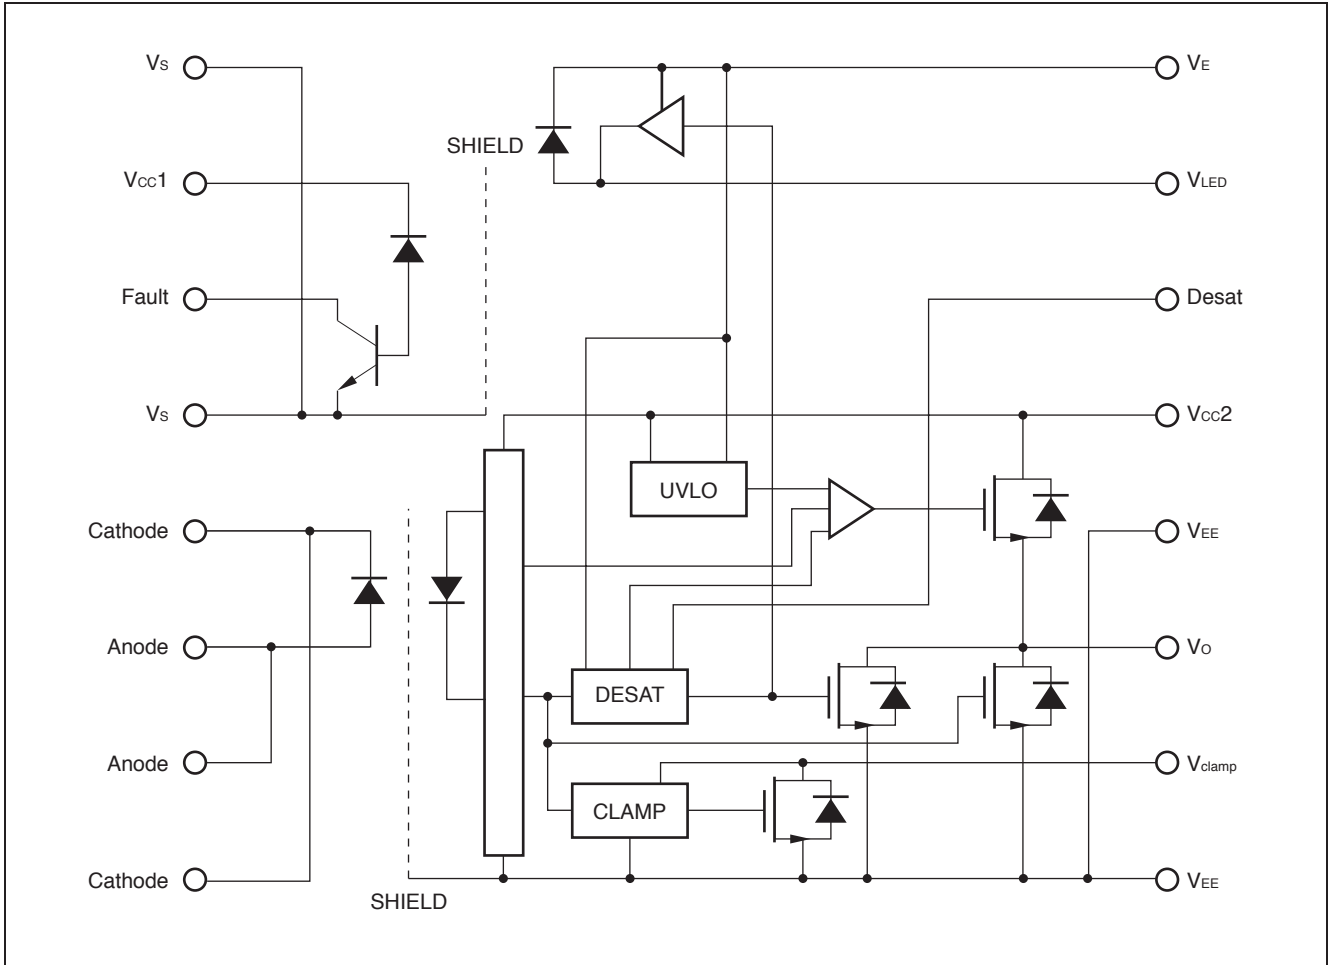 VS
VE
SHIELD
VCC1
VLED
Fault
Desat
VS
VCC2
UVLO
Cathode
VEE
Anode
VO
DESAT
Anode
Vclamp
CLAMP
Cathode
VEE
SHIELD